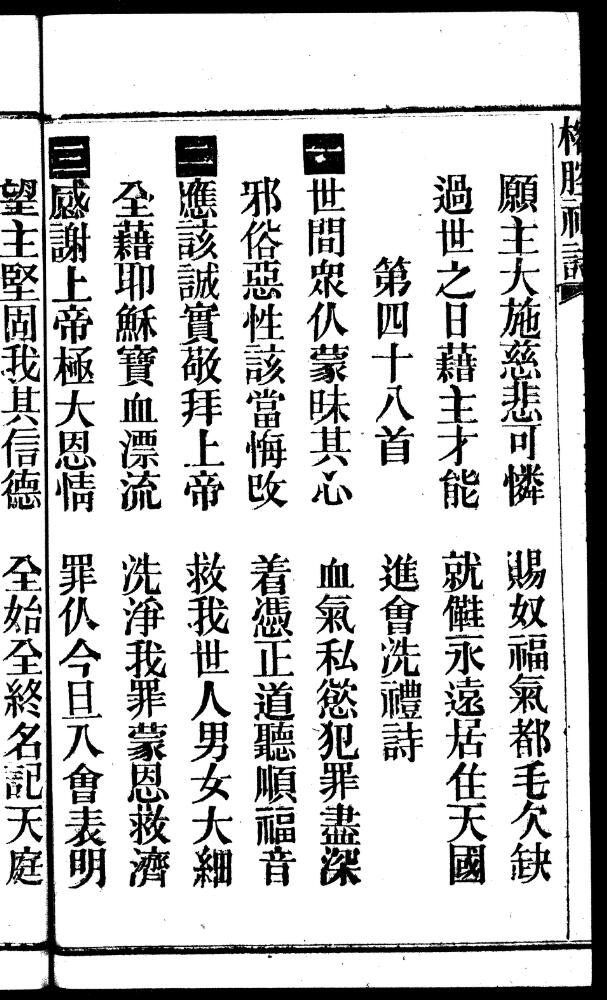 榕腔神詩
願主大施慈悲可憐 賜奴福氣都毛欠缺
過世之日藉主才能 就𠆧永遠居住天國
第四十八首 進會洗禮詩
一 世間衆仈蒙昧其心 血氣私慾犯罪盡深
邪俗惡性該當悔改 着憑正道聽順福音
二 應該誠實敬拜上帝 救我世人男女大細
全藉耶穌寶血漂流 洗淨我罪蒙恩救濟
三 感謝上帝極大恩情 罪仈今旦入會表明
望主堅固我其信德 全始全終名記天庭